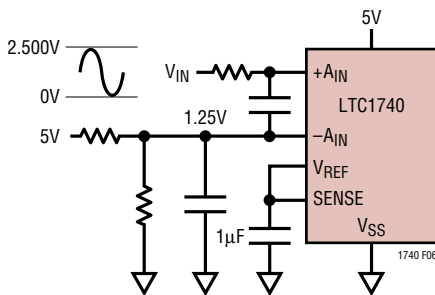 5V
2.500V
0V
V_IN
+A_IN
LTC1740
5V
1.25V
−A_IN
V_REF
SENSE
1µF
V_SS
1740 F06